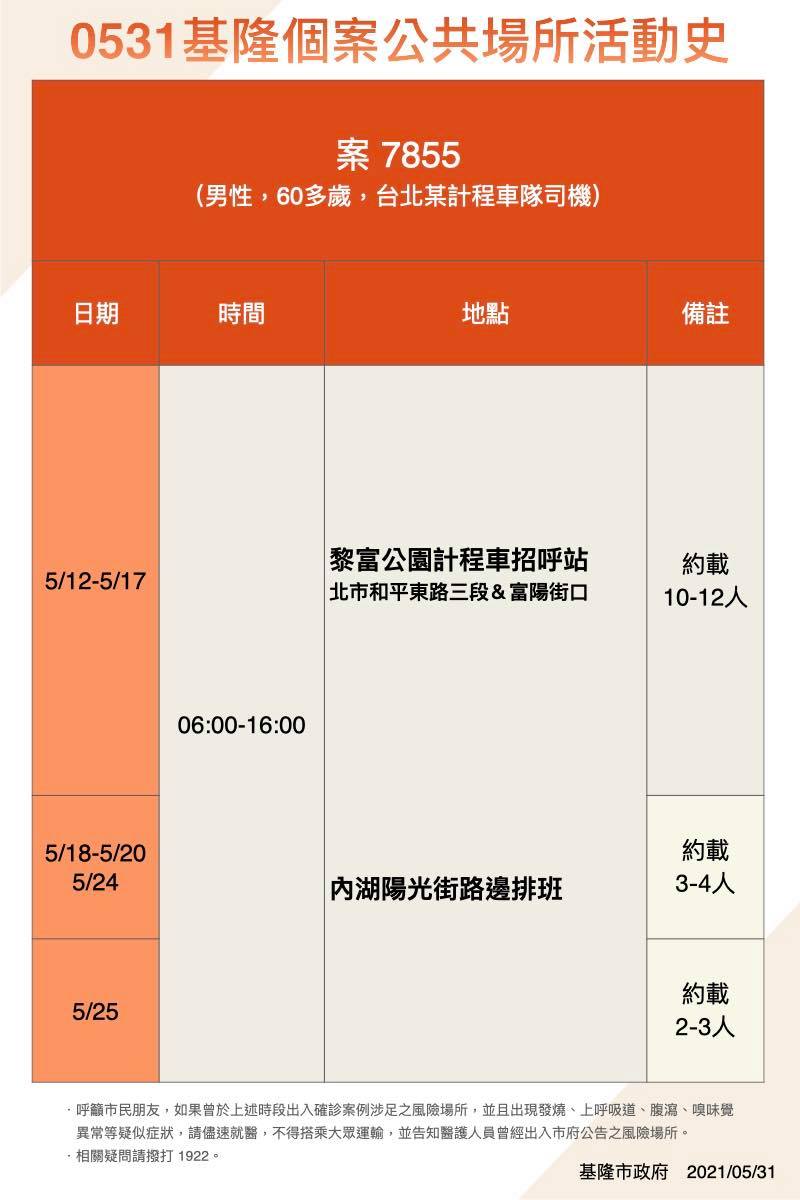 0531基隆個案公共場所活動史
案 7855
(男性，60多歲，台北某計程車隊司機)
日期
時間
地點
備註
5/12-5/17
06:00-16:00
黎富公園計程車招呼站
北市和平東路三段&富陽街口
約載
10-12人
5/18-5/20
5/24
內湖陽光街路邊排班
約載
3-4人
5/25
約載
2-3人
· 呼籲市民朋友，如果曾於上述時段出入確診案例涉足之風險場所，並且出現發燒、上呼吸道、腹瀉、嗅味覺
異常等疑似症狀，請儘速就醫，不得搭乘大眾運輸，並告知醫護人員曾經出入市府公告之風險場所。
· 相關疑問請撥打 1922。
基隆市政府 2021/05/31